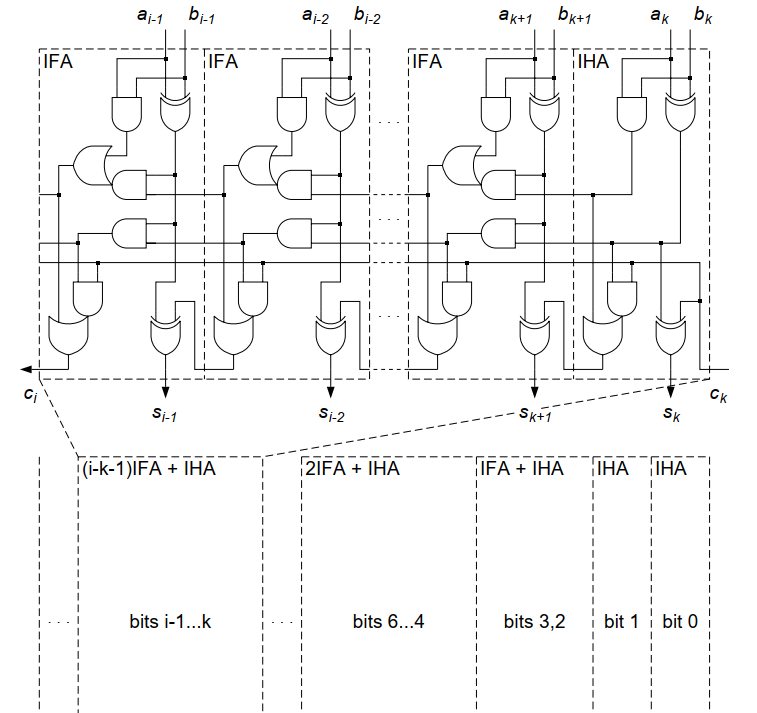 a_{i-1} b_{i-1} a_{i-2} b_{i-2} a_{k+1} b_{k+1} a_k b_k
IFA IFA IFA IHA
. . .
. . .
. . .
c_i s_{i-1} s_{i-2} s_{k+1} s_k c_k
(i-k-1)IFA + IHA 2IFA + IHA IFA + IHA IHA IHA
. . . bits i-1...k . . . bits 6...4 bits 3,2 bit 1 bit 0